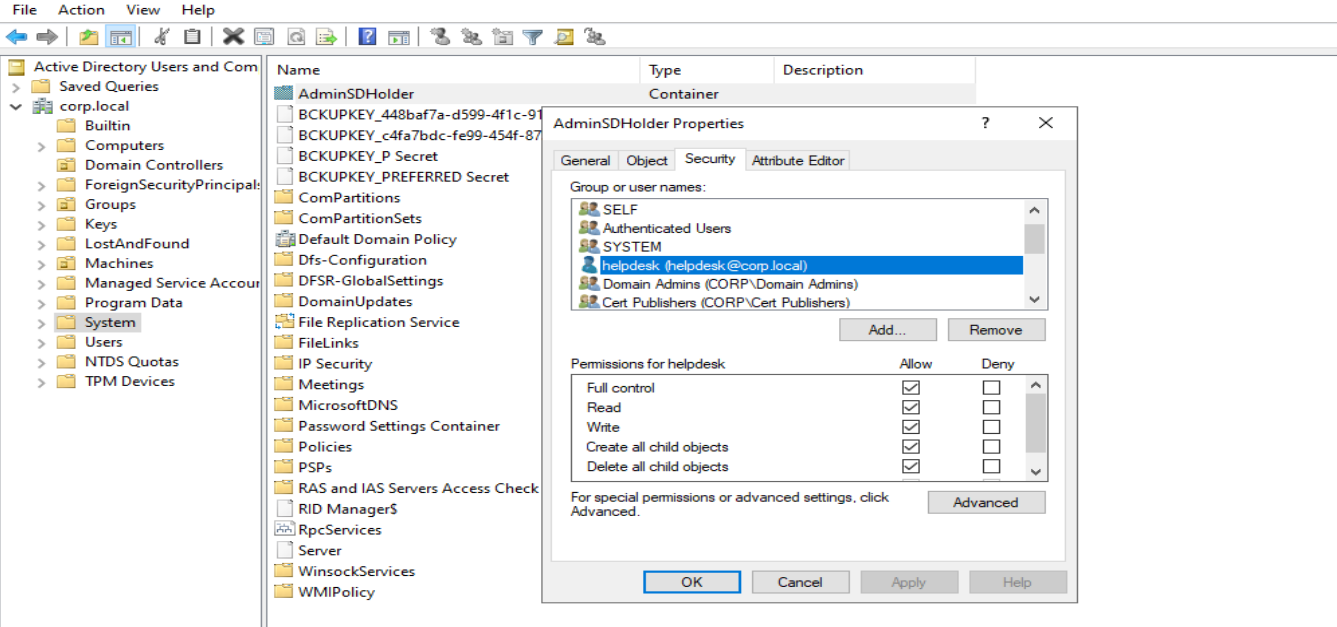 File Action View Help
Active Directory Users and Com
Saved Queries
corp.local
Builtin
Computers
Domain Controllers
ForeignSecurityPrincipals
Groups
Keys
LostAndFound
Machines
Managed Service Accour
Program Data
System
Users
NTDS Quotas
TPM Devices
Name Type Description
AdminSDHolder Container
BCKUPKEY_448baf7a-d599-4f1c-91
BCKUPKEY_c4fa7bdc-fe99-454f-87
BCKUPKEY_P Secret
BCKUPKEY_PREFERRED Secret
ComPartitions
ComPartitionSets
Default Domain Policy
Dfs-Configuration
DFSR-GlobalSettings
DomainUpdates
File Replication Service
FileLinks
IP Security
Meetings
MicrosoftDNS
Password Settings Container
Policies
PSPs
RAS and IAS Servers Access Check
RID Manager$
RpcServices
Server
WinsockServices
WMIPolicy
AdminSDHolder Properties ? ×
General Object Security Attribute Editor
Group or user names:
SELF
Authenticated Users
SYSTEM
helpdesk (helpdesk@corp.local)
Domain Admins (CORP\Domain Admins)
Cert Publishers (CORP\Cert Publishers)
Add... Remove
Permissions for helpdesk Allow Deny
Full control
Read
Write
Create all child objects
Delete all child objects
For special permissions or advanced settings, click
Advanced.
Advanced
OK Cancel Apply Help